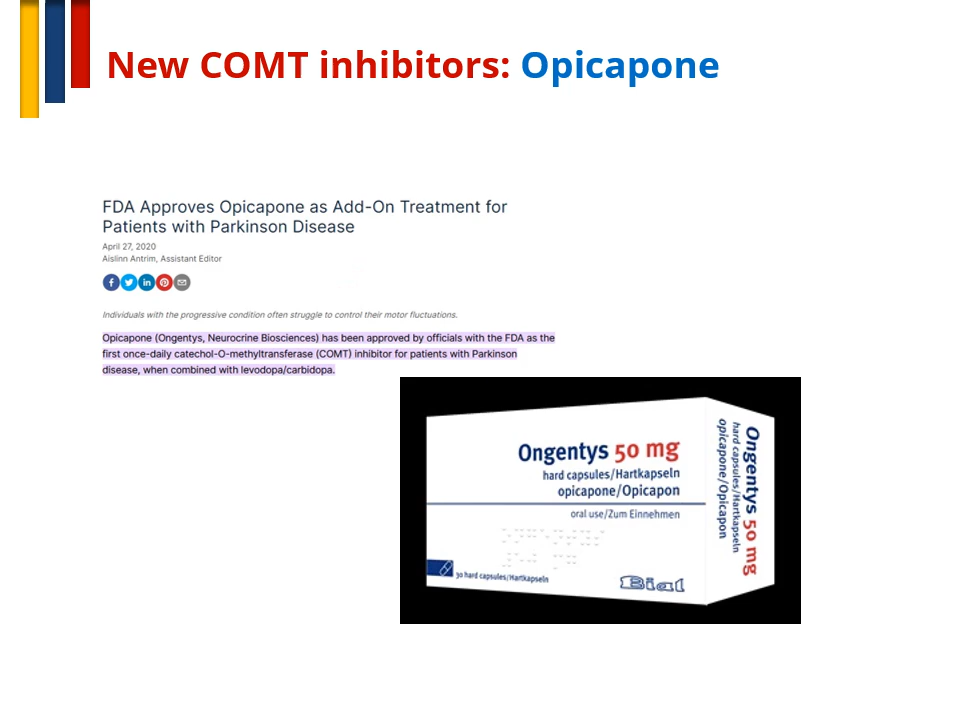 New COMT inhibitors: Opicapone
FDA Approves Opicapone as Add-On Treatment for
Patients with Parkinson Disease
April 27, 2020
Aislinn Antrim, Assistant Editor
Individuals with the progressive condition often struggle to control their motor fluctuations.
Opicapone (Ongentys, Neurocrine Biosciences) has been approved by officials with the FDA as the
first once-daily catechol-O-methyltransferase (COMT) inhibitor for patients with Parkinson
disease, when combined with levodopa/carbidopa.
Ongentys 50 mg
hard capsules/Hartkapseln
opicapone/Opicapon
oral use/Zum Einnehmen
30 hard capsules/Hartkapseln
Bial
Ongentys 50 mg
hard capsules/Hartkapseln
opicapone/Opicapon